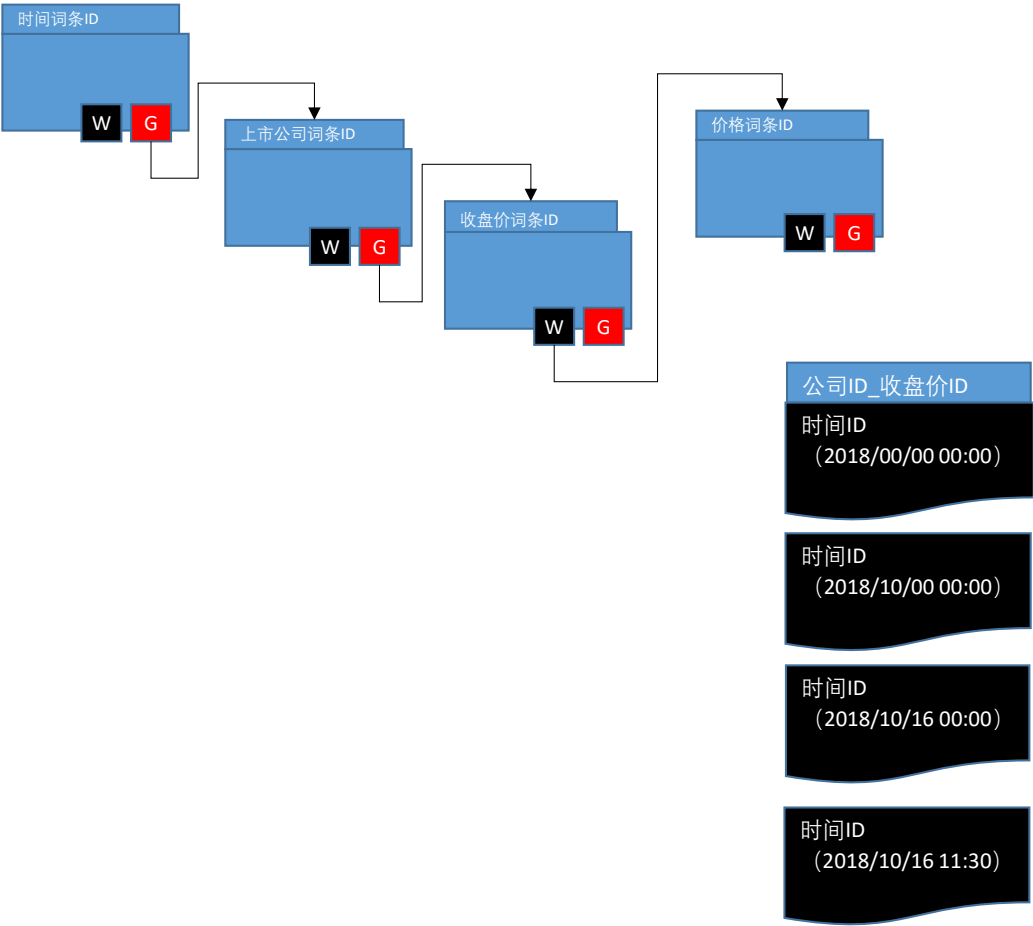 时间词条ID
W G
上市公司词条ID
W G
收盘价词条ID
W G
价格词条ID
W G
公司ID_收盘价ID
时间ID
（2018/00/00 00:00）
时间ID
（2018/10/00 00:00）
时间ID
（2018/10/16 00:00）
时间ID
（2018/10/16 11:30）